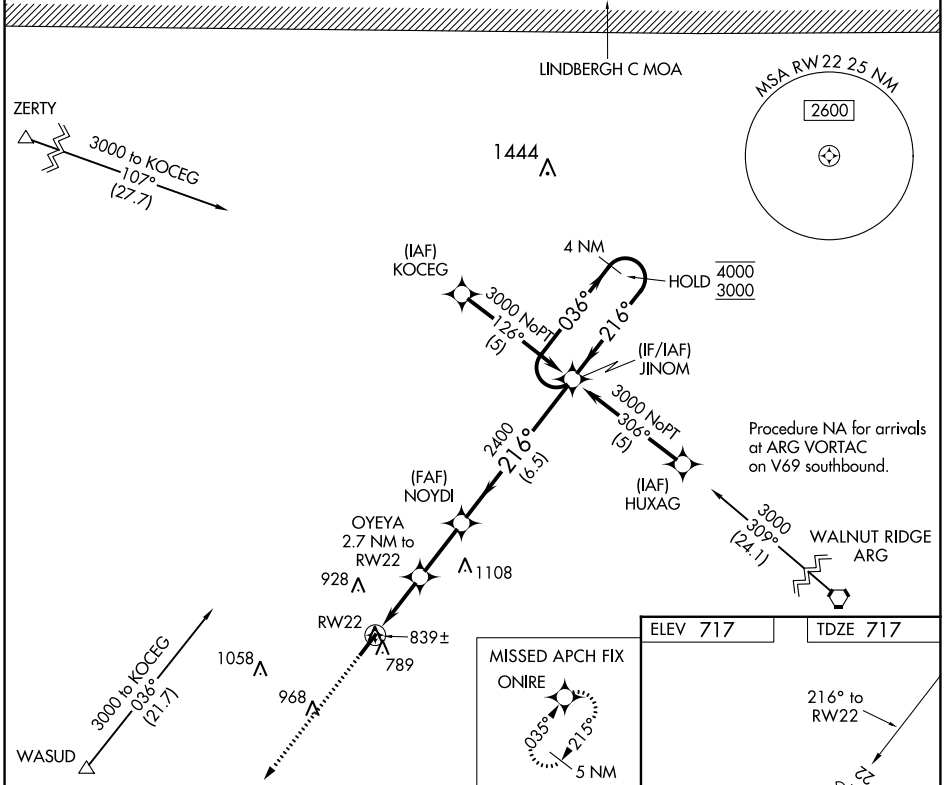 LINDBERGH C MOA
MSA RW 22 25 NM
2600
ZERTY
3000 to KOCEG
107°
(27.7)
1444
(IAF)
KOCEG
3000 NoPT
126°
(5)
4 NM
036°
216°
HOLD
4000
3000
(IF/IAF)
JINOM
3000 NoPT
306°
(5)
(IAF)
HUXAG
Procedure NA for arrivals
at ARG VORTAC
on V69 southbound.
2400
216°
(6.5)
(FAF)
NOYDI
OYEYA
2.7 NM to
RW22
928
1108
3000
309°
(24.1)
WALNUT RIDGE
ARG
RW22
839±
789
1058
968
3000 to KOCEG
036°
(21.7)
WASUD
MISSED APCH FIX
ONIRE
035°
215°
5 NM
ELEV 717
TDZE 717
216° to
RW22
22